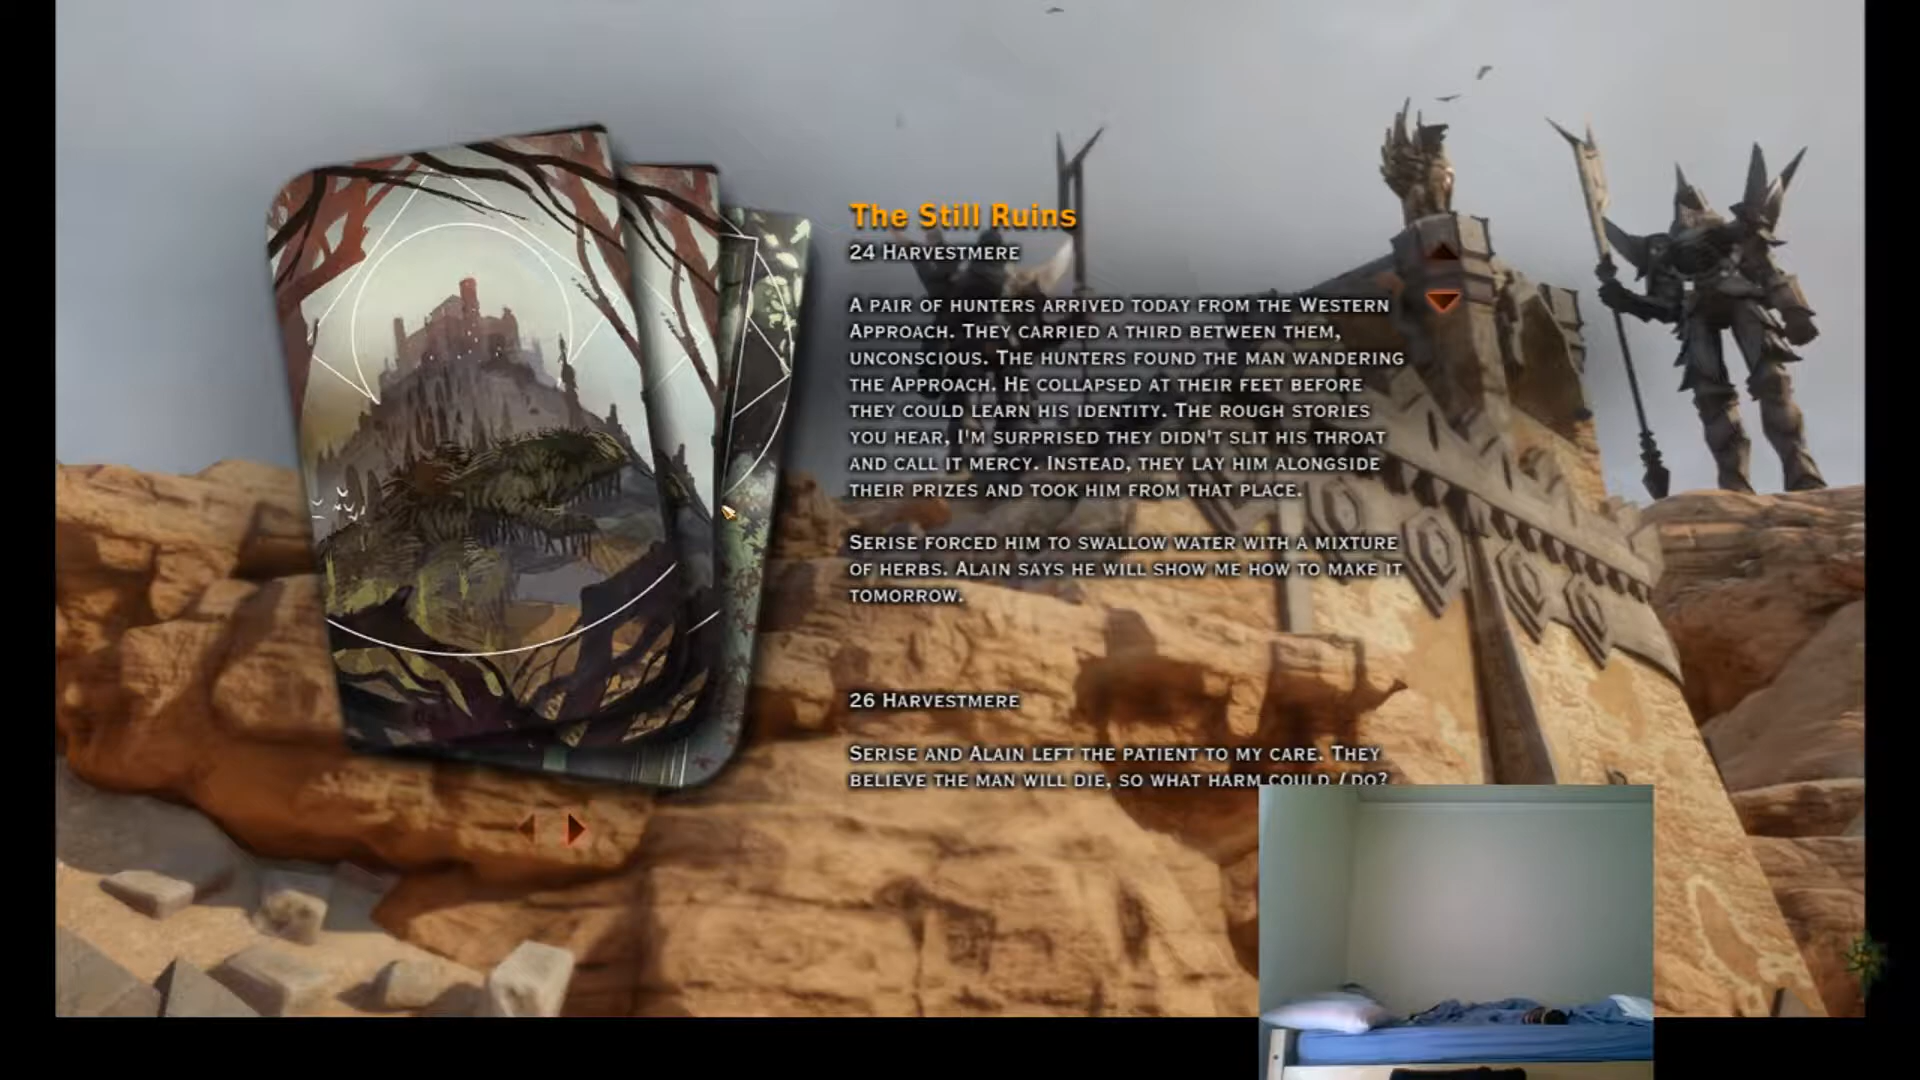 The Still Ruins
24 Harvestmere
A pair of hunters arrived today from the Western
Approach. They carried a third between them,
unconscious. The hunters found the man wandering
the Approach. He collapsed at their feet before
they could learn his identity. The rough stories
you hear, I'm surprised they didn't slit his throat
and call it mercy. Instead, they lay him alongside
their prizes and took him from that place.
Serise forced him to swallow water with a mixture
of herbs. Alain says he will show me how to make it
tomorrow.
26 Harvestmere
Serise and Alain left the patient to my care. They
believe the man will die, so what harm could I do?